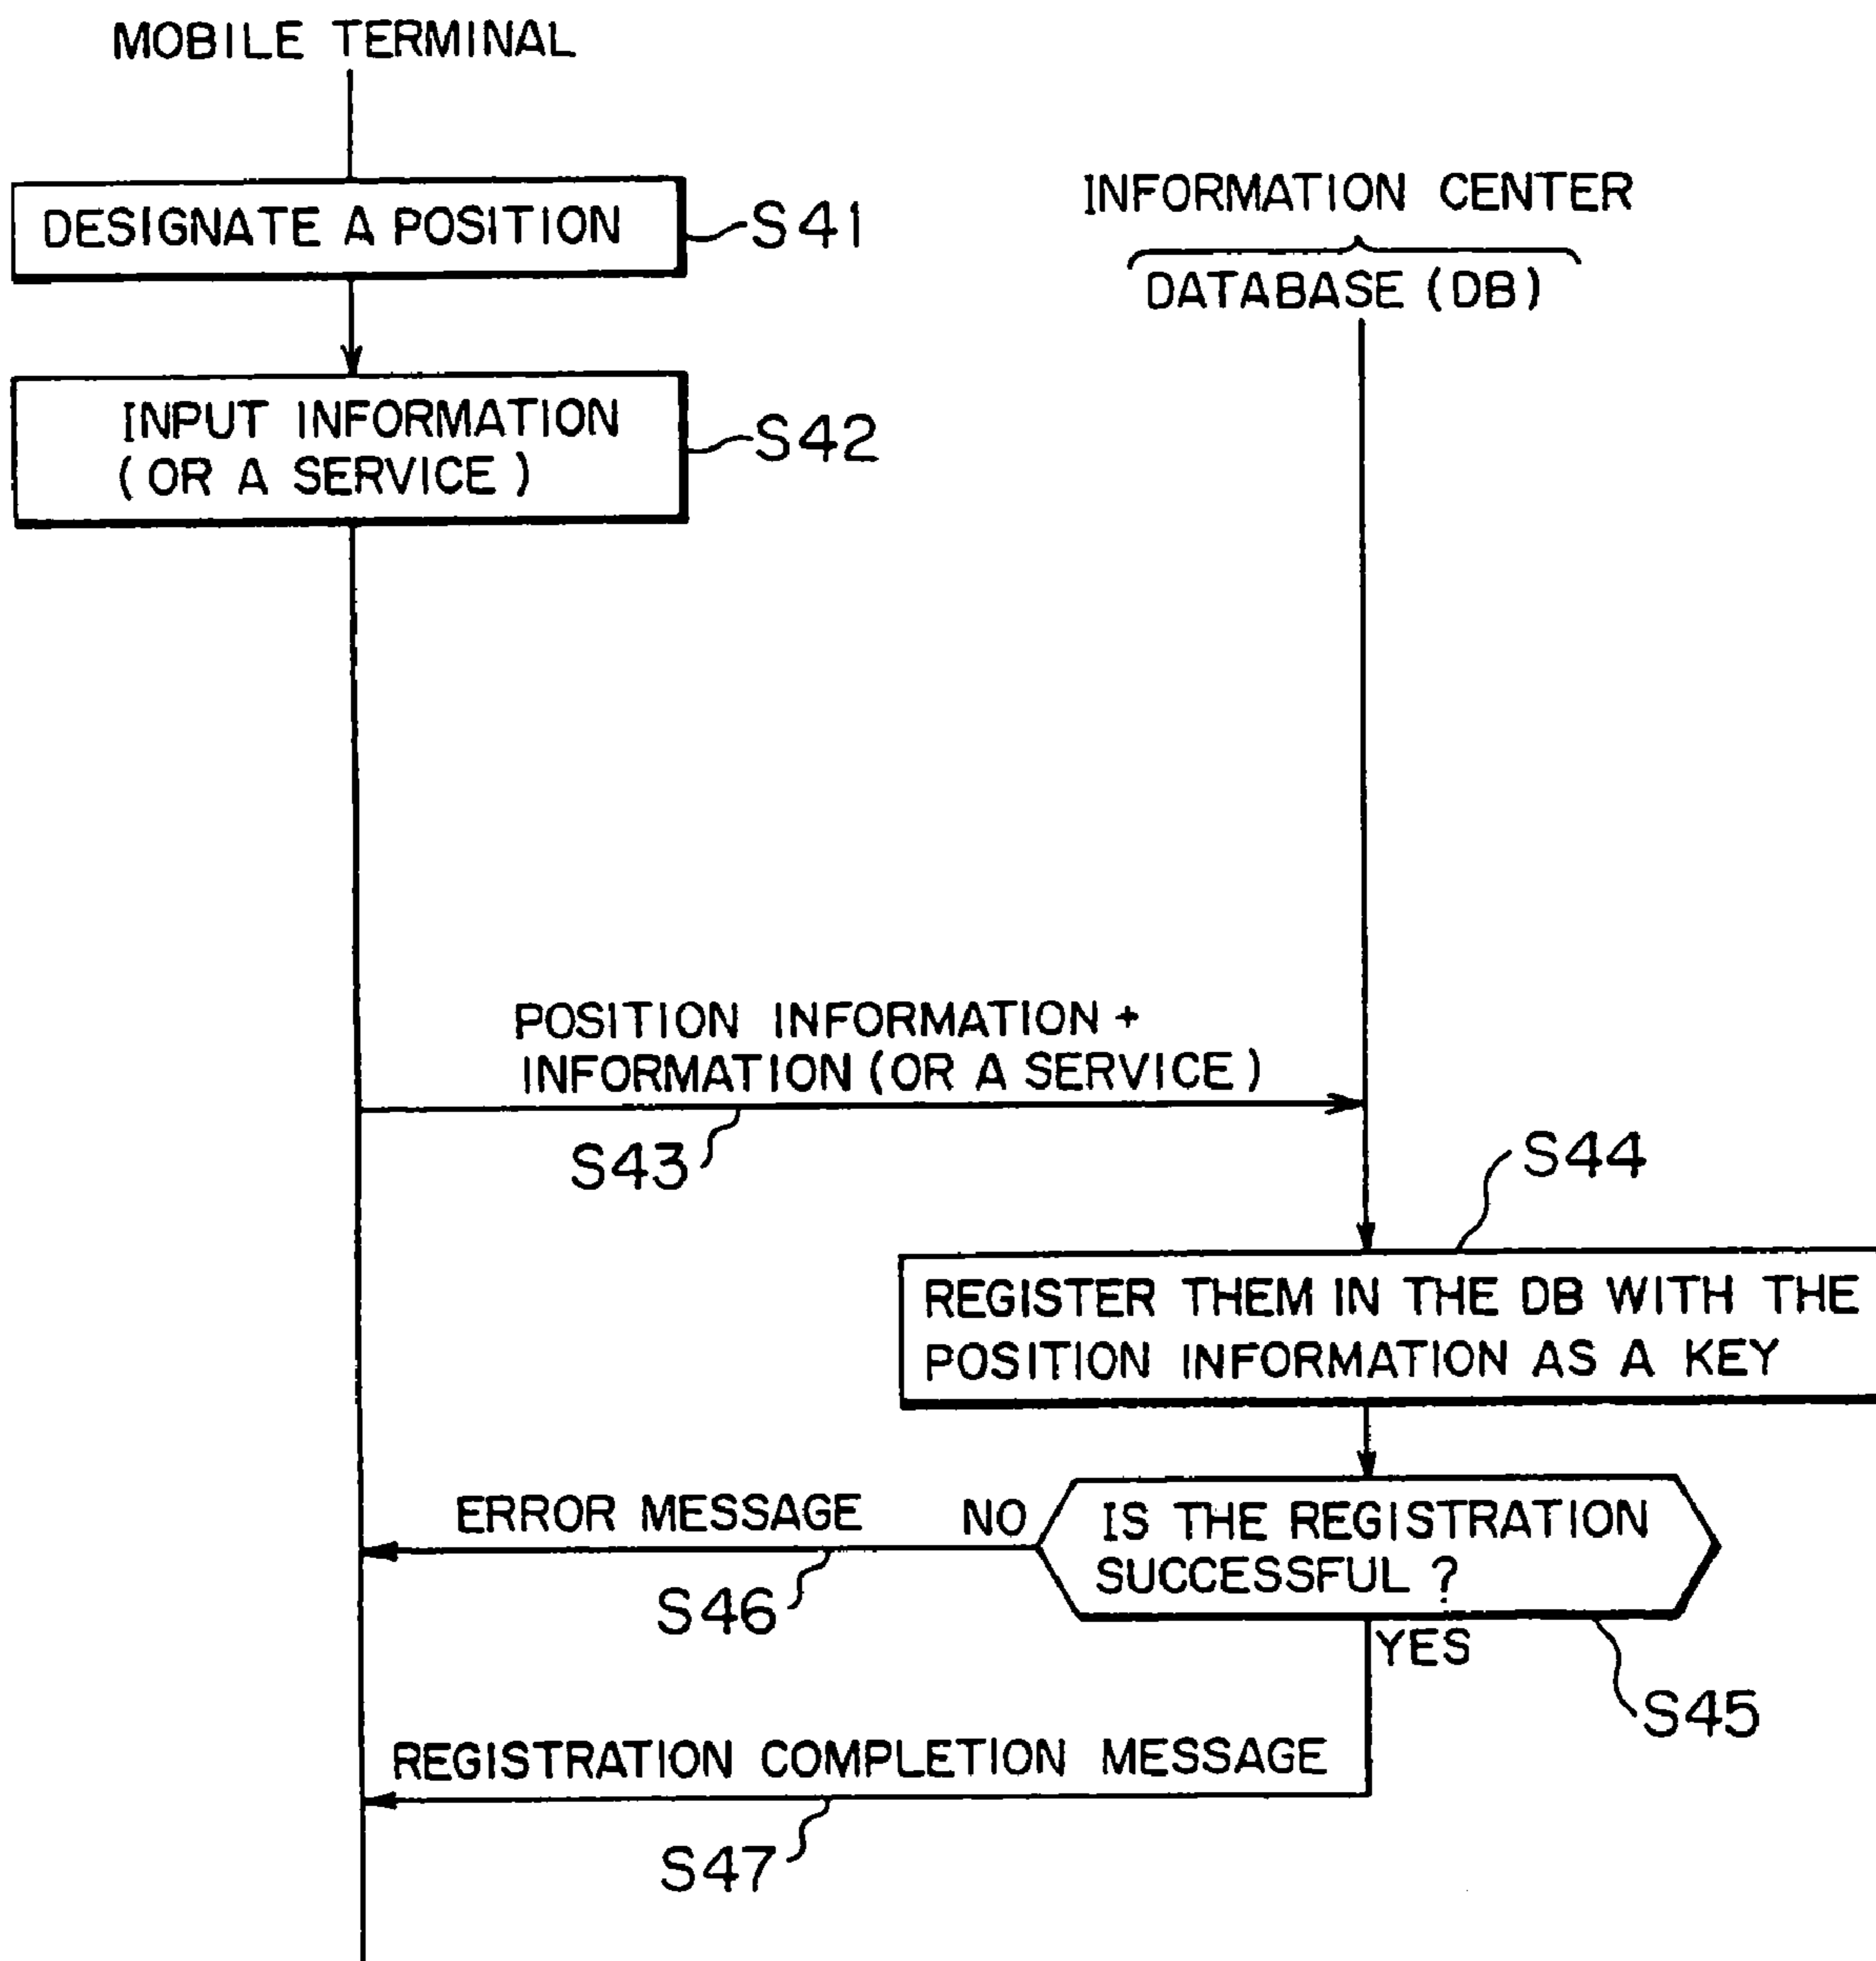 MOBILE TERMINAL
DESIGNATE A POSITION
S41
INFORMATION CENTER
DATABASE (DB)
INPUT INFORMATION
(OR A SERVICE)
S42
POSITION INFORMATION +
INFORMATION (OR A SERVICE)
S43
S44
REGISTER THEM IN THE DB WITH THE
POSITION INFORMATION AS A KEY
ERROR MESSAGE
NO
IS THE REGISTRATION
SUCCESSFUL ?
S46
YES
S45
REGISTRATION COMPLETION MESSAGE
S47